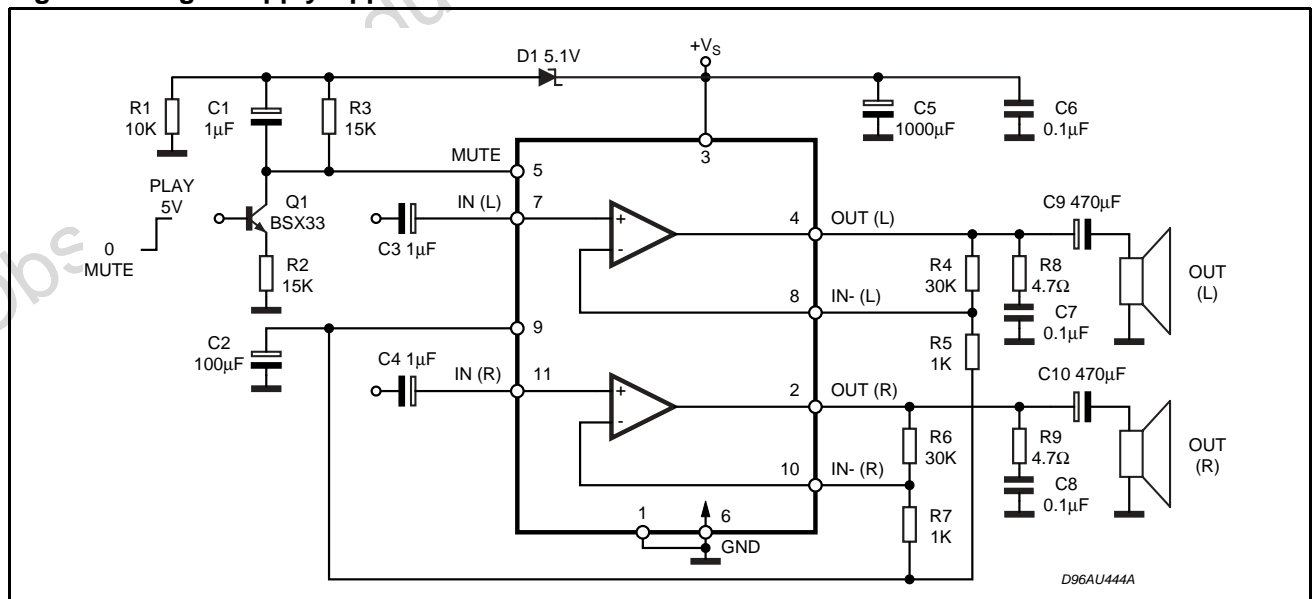 D1 5.1V
+VS
R1
10K
C1
1µF
R3
15K
C5
1000µF
C6
0.1µF
3
MUTE
5
PLAY
5V
0
MUTE
Q1
BSX33
IN (L)
7
C3 1µF
+
-
4
OUT (L)
C9 470µF
R2
15K
R4
30K
R8
4.7Ω
OUT
(L)
8
IN- (L)
C7
0.1µF
9
C2
100µF
R5
1K
C4 1µF
IN (R)
11
+
-
2
OUT (R)
C10 470µF
R6
30K
R9
4.7Ω
OUT
(R)
10
IN- (R)
C8
0.1µF
1
6
GND
R7
1K
D96AU444A